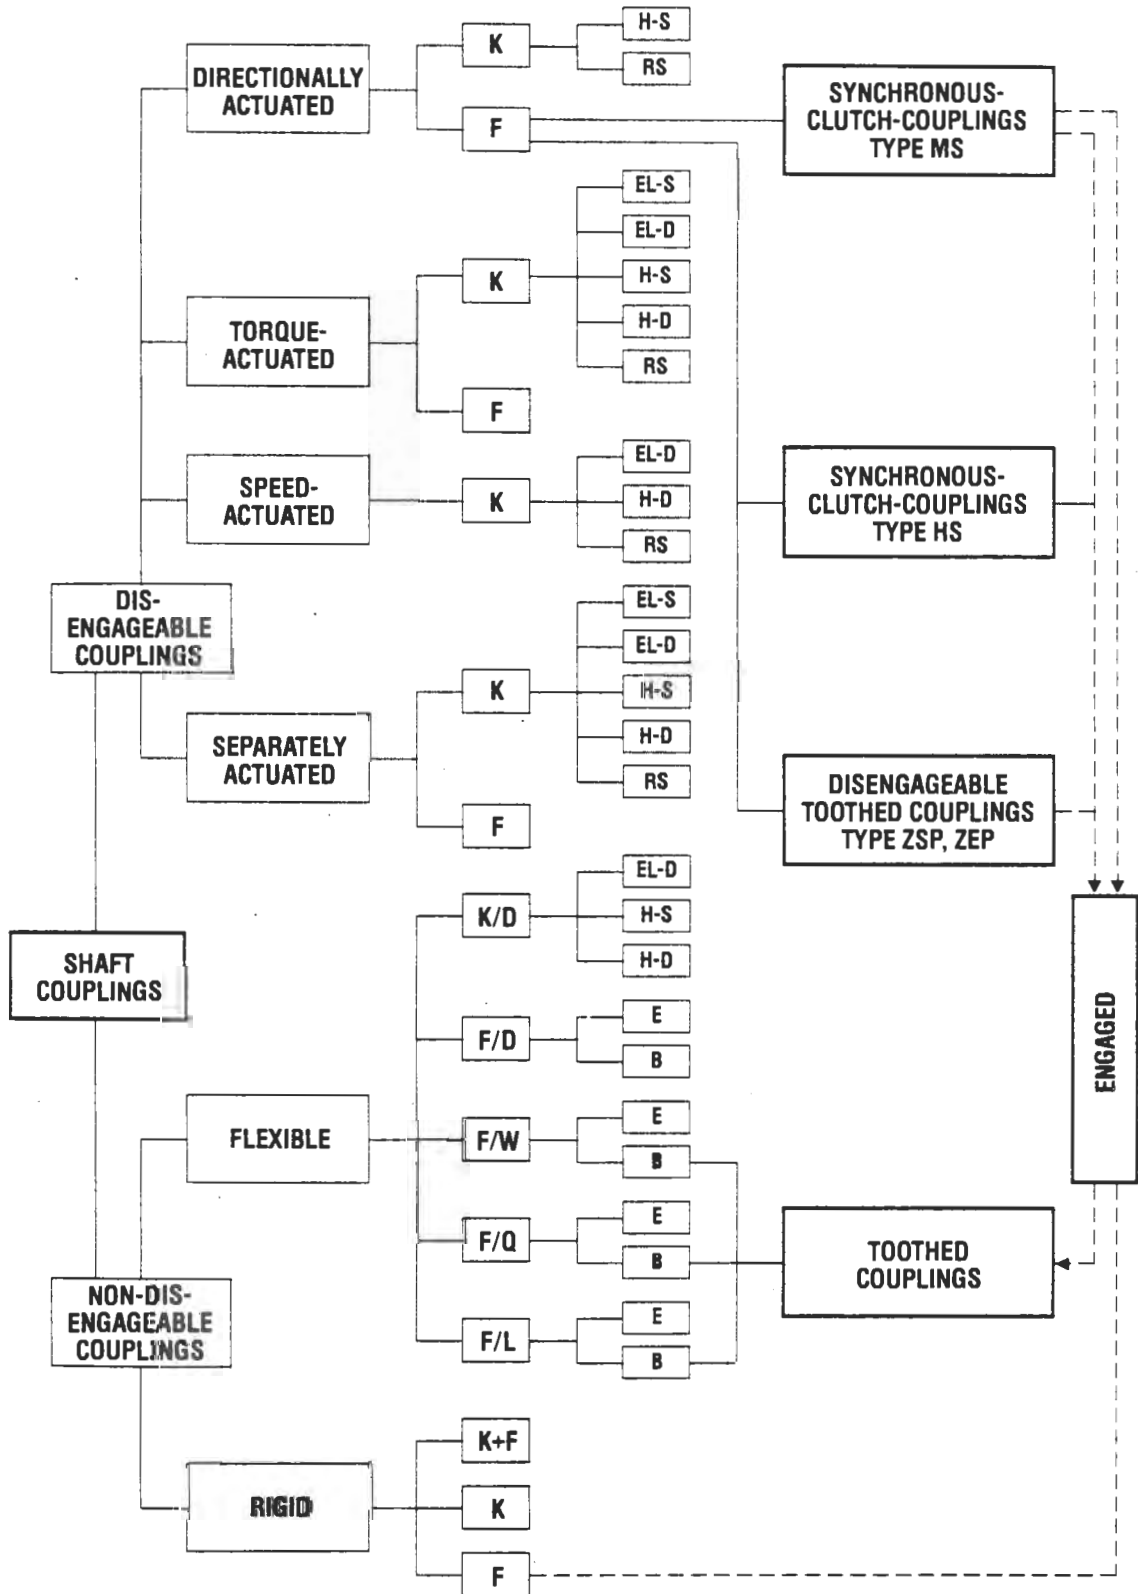 H-S
K
RS
DIRECTIONALLY
ACTUATED
F
SYNCHRONOUS-
CLUTCH-COUPLINGS
TYPE MS
EL-S
EL-D
K
H-S
H-D
RS
TORQUE-
ACTUATED
F
EL-D
SPEED-
ACTUATED
K
H-D
RS
SYNCHRONOUS-
CLUTCH-COUPLINGS
TYPE HS
DIS-
ENGAGEABLE
COUPLINGS
EL-S
EL-D
K
H-S
H-D
RS
SEPARATELY
ACTUATED
F
DISENGAGEABLE
TOOTHED COUPLINGS
TYPE ZSP, ZEP
EL-D
K/D
H-S
H-D
SHAFT
COUPLINGS
E
F/D
B
ENGAGED
FLEXIBLE
E
F/W
B
E
F/Q
B
TOOTHED
COUPLINGS
NON-DIS-
ENGAGEABLE
COUPLINGS
E
F/L
B
K+F
RIGID
K
F